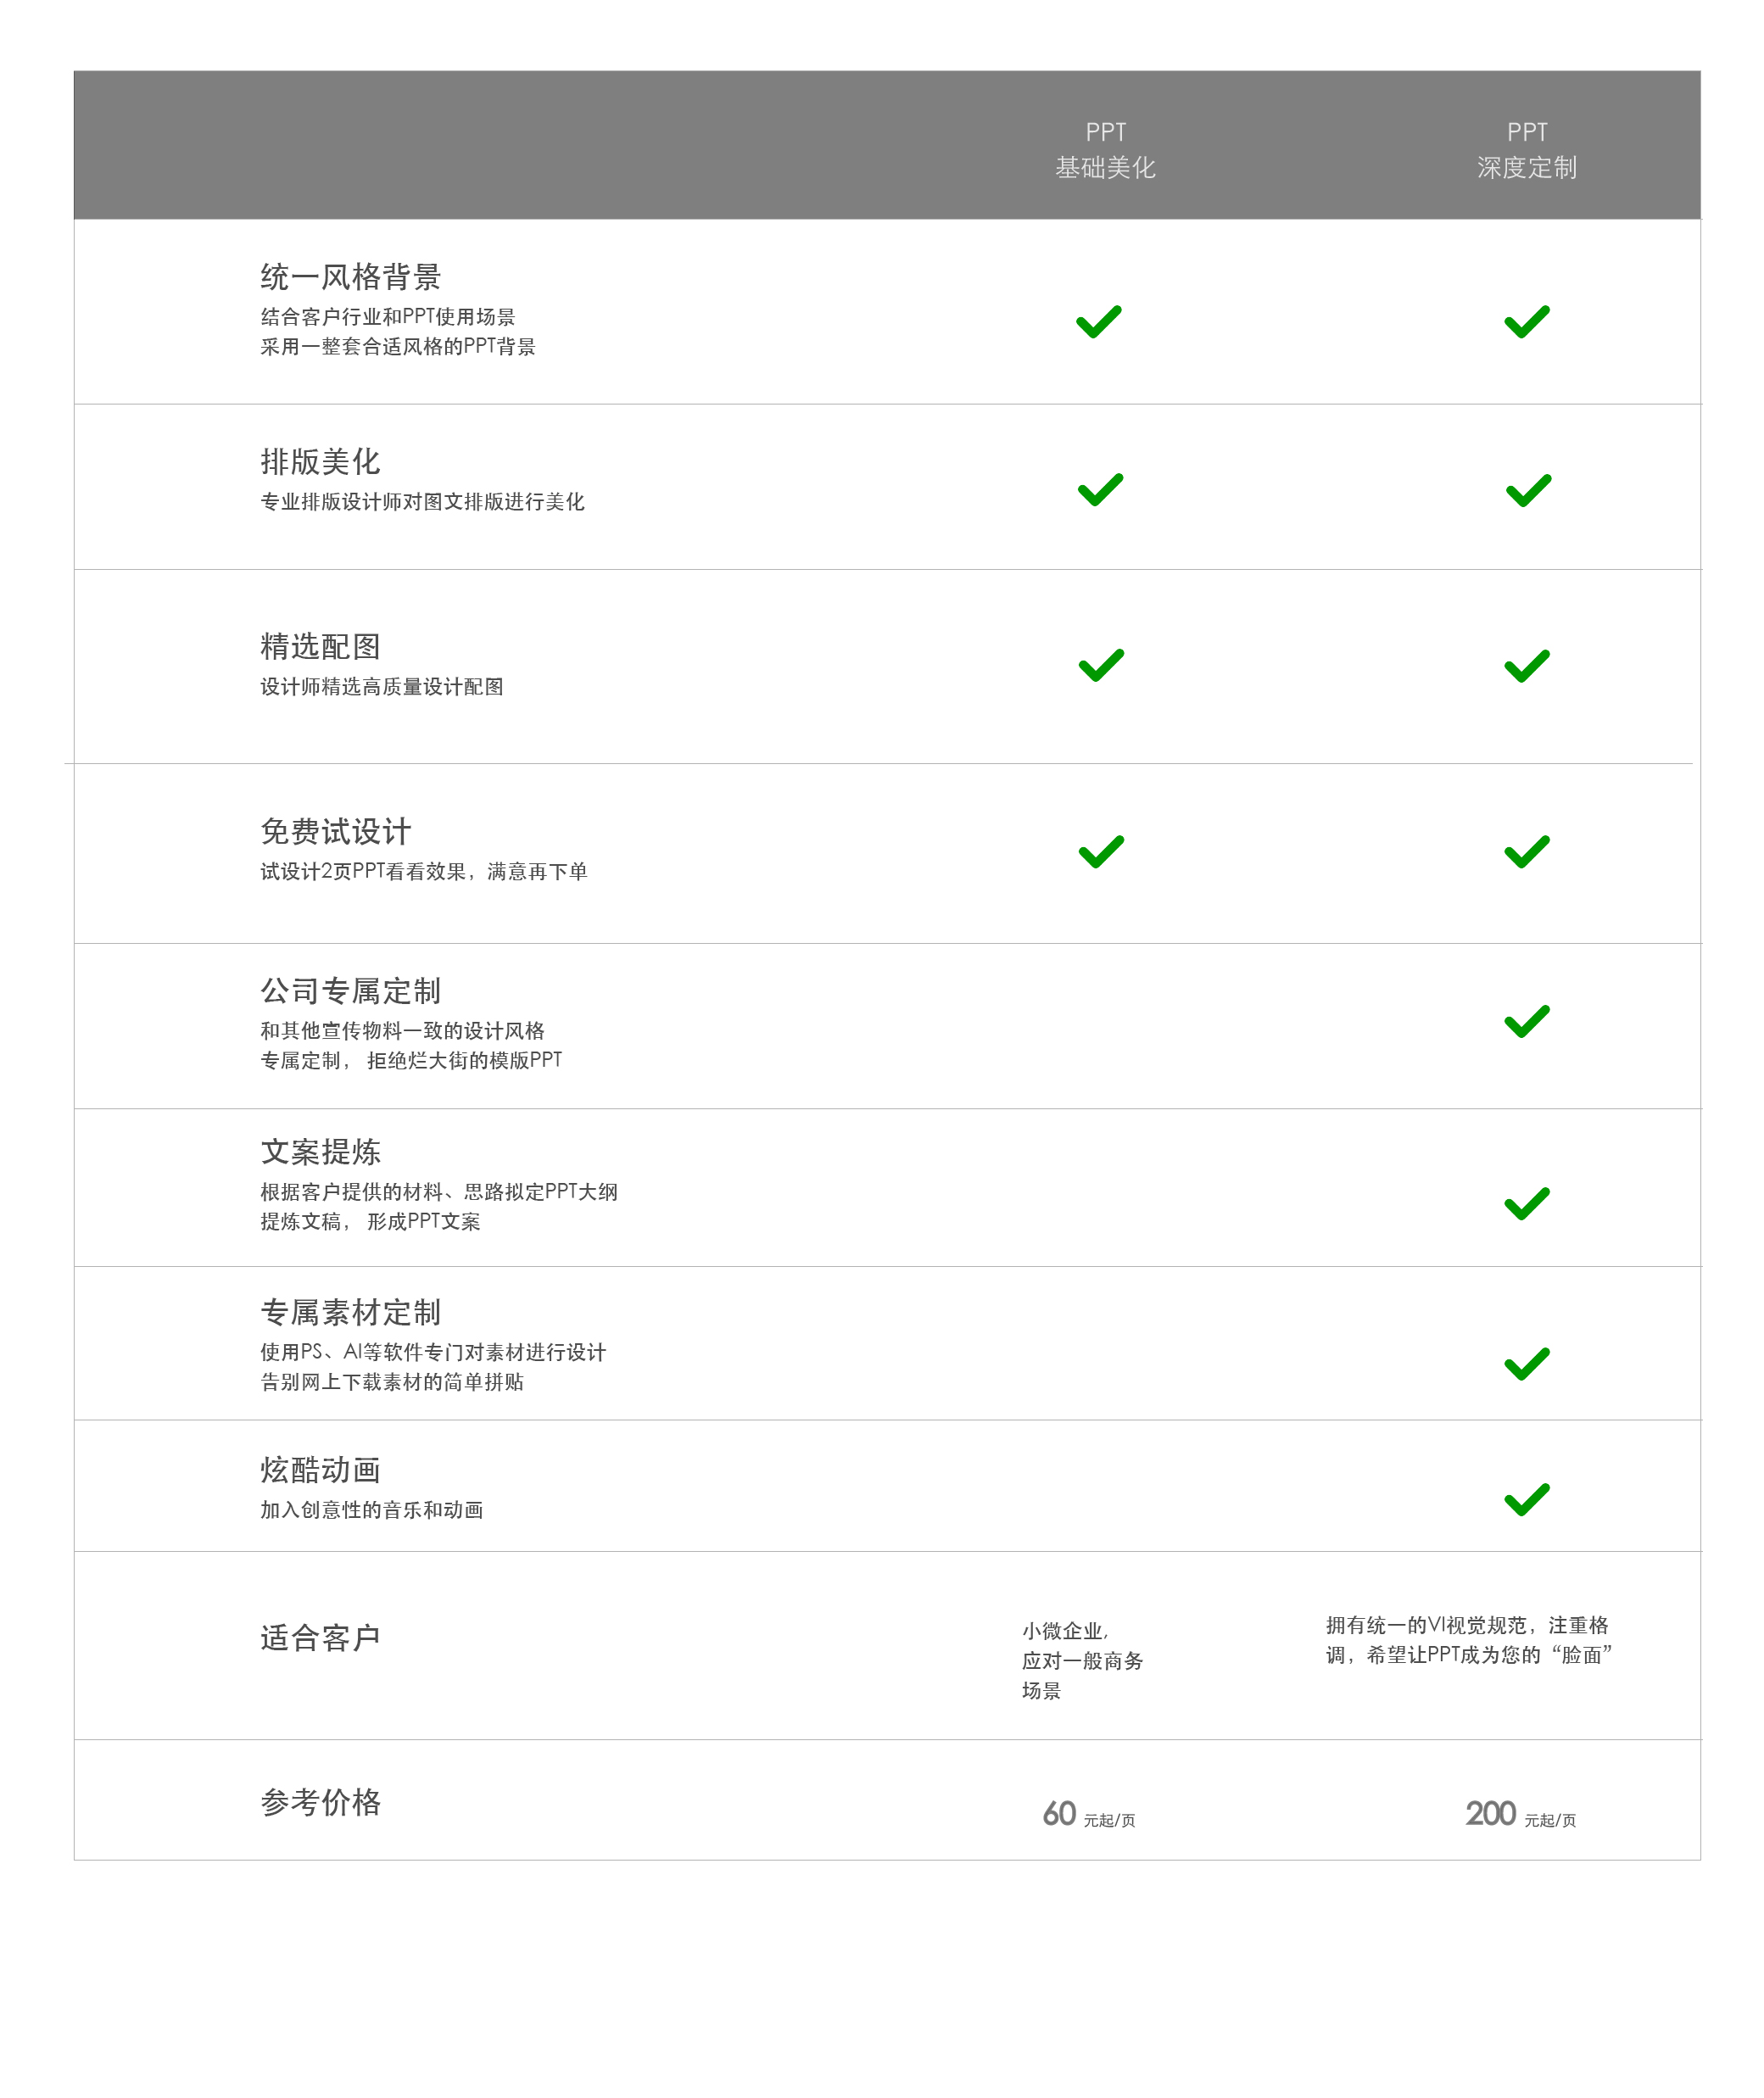 PPT
基础美化
PPT
深度定制
统一风格背景
结合客户行业和PPT使用场景
采用一整套合适风格的PPT背景
排版美化
专业排版设计师对图文排版进行美化
精选配图
设计师精选高质量设计配图
免费试设计
试设计2页PPT看看效果，满意再下单
公司专属定制
和其他宣传物料一致的设计风格
专属定制， 拒绝烂大街的模版PPT
文案提炼
根据客户提供的材料、思路拟定PPT大纲
提炼文稿， 形成PPT文案
专属素材定制
使用PS、AI等软件专门对素材进行设计
告别网上下载素材的简单拼贴
炫酷动画
加入创意性的音乐和动画
适合客户
小微企业，
应对一般商务
场景
拥有统一的VI视觉规范，注重格
调，希望让PPT成为您的“脸面”
参考价格
60 元起/页
200 元起/页